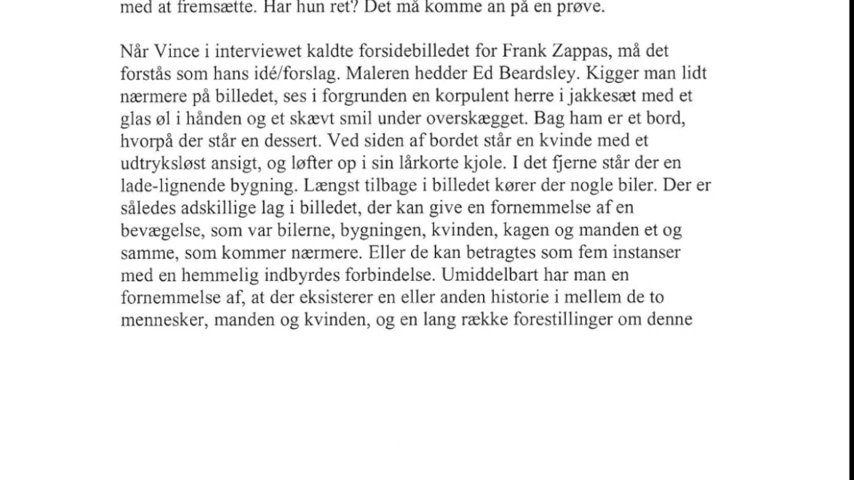 med at fremsætte. Har hun ret? Det må komme an på en prøve.
Når Vince i interviewet kaldte forsidebilledet for Frank Zappas, må det
forstås som hans idé/forslag. Maleren hedder Ed Beardsley. Kigger man lidt
nærmere på billedet, ses i forgrunden en korpulent herre i jakkesæt med et
glas øl i hånden og et skævt smil under overskægget. Bag ham er et bord,
hvorpå der står en dessert. Ved siden af bordet står en kvinde med et
udtryksløst ansigt, og løfter op i sin lårkorte kjole. I det fjerne står der en
lade-lignende bygning. Længst tilbage i billedet kører der nogle biler. Der er
således adskillige lag i billedet, der kan give en fornemmelse af en
bevægelse, som var bilerne, bygningen, kvinden, kagen og manden et og
samme, som kommer nærmere. Eller de kan betragtes som fem instanser
med en hemmelig indbyrdes forbindelse. Umiddelbart har man en
fornemmelse af, at der eksisterer en eller anden historie i mellem de to
mennesker, manden og kvinden, og en lang række forestillinger om denne